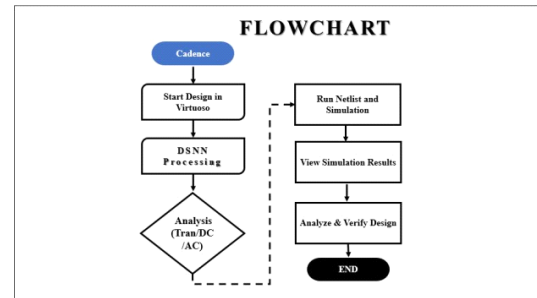 FLOWCHART
Cadence
Start Design in
Virtuoso
DSNN
Processing
Analysis
(Tran/DC
/AC)
Run Netlist and
Simulation
View Simulation Results
Analyze & Verify Design
END